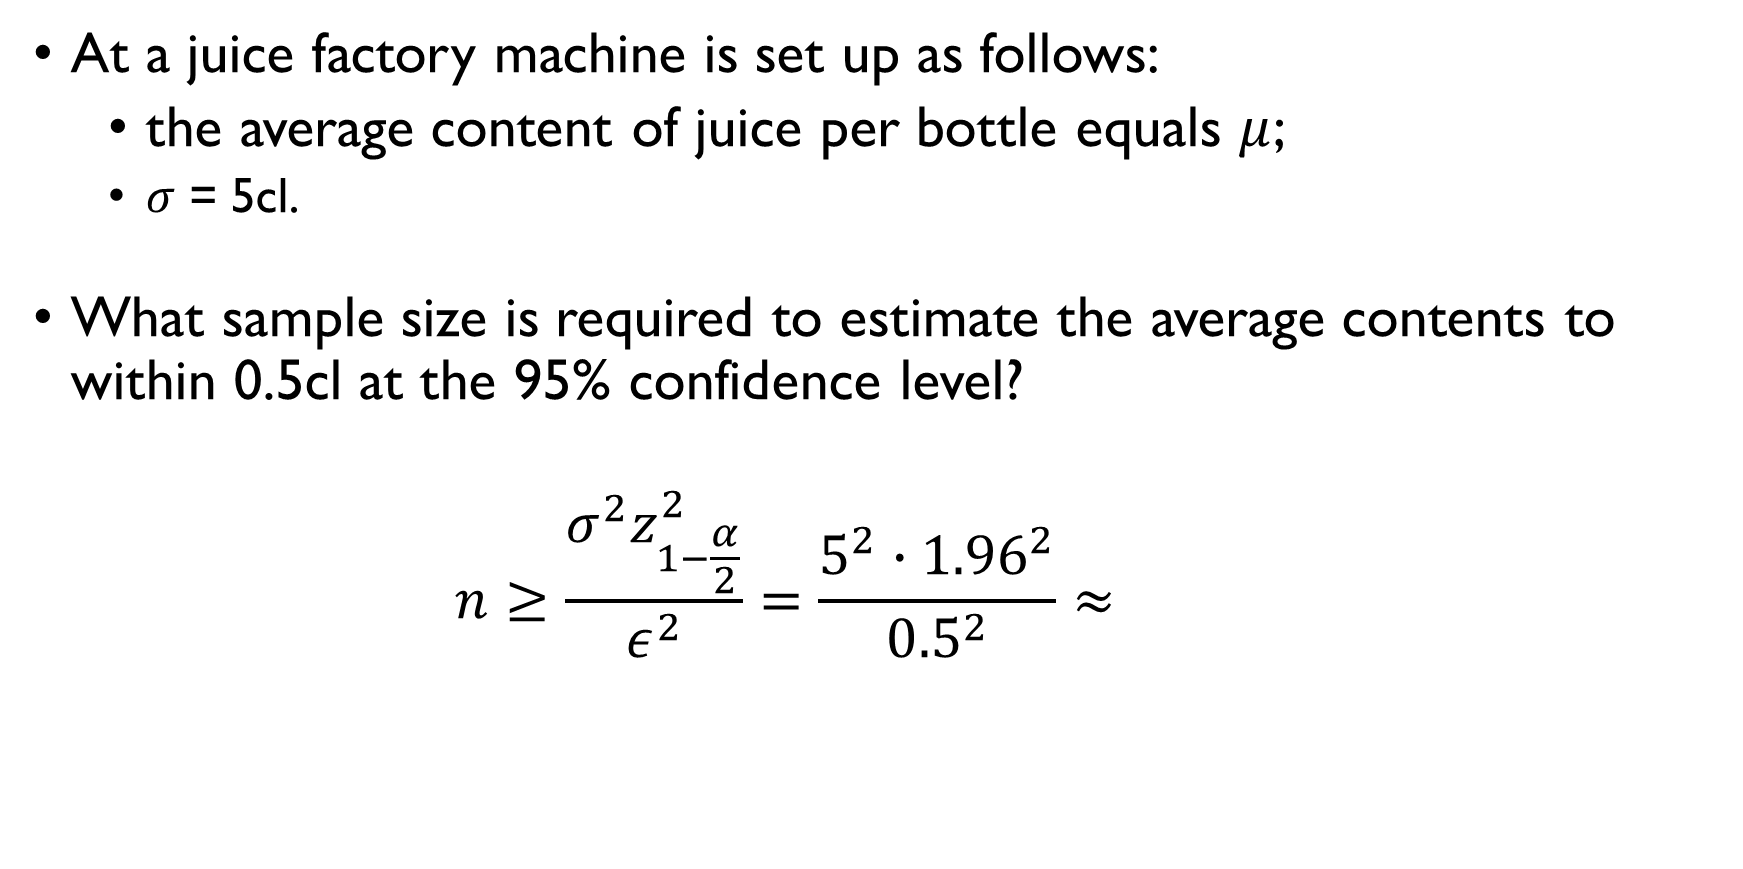 • At a juice factory machine is set up as follows:
• the average content of juice per bottle equals μ;
• σ = 5cl.
• What sample size is required to estimate the average contents to
within 0.5cl at the 95% confidence level?
n ≥ σ²z²_{1−α/2} / ϵ² = 5² · 1.96² / 0.5² ≈